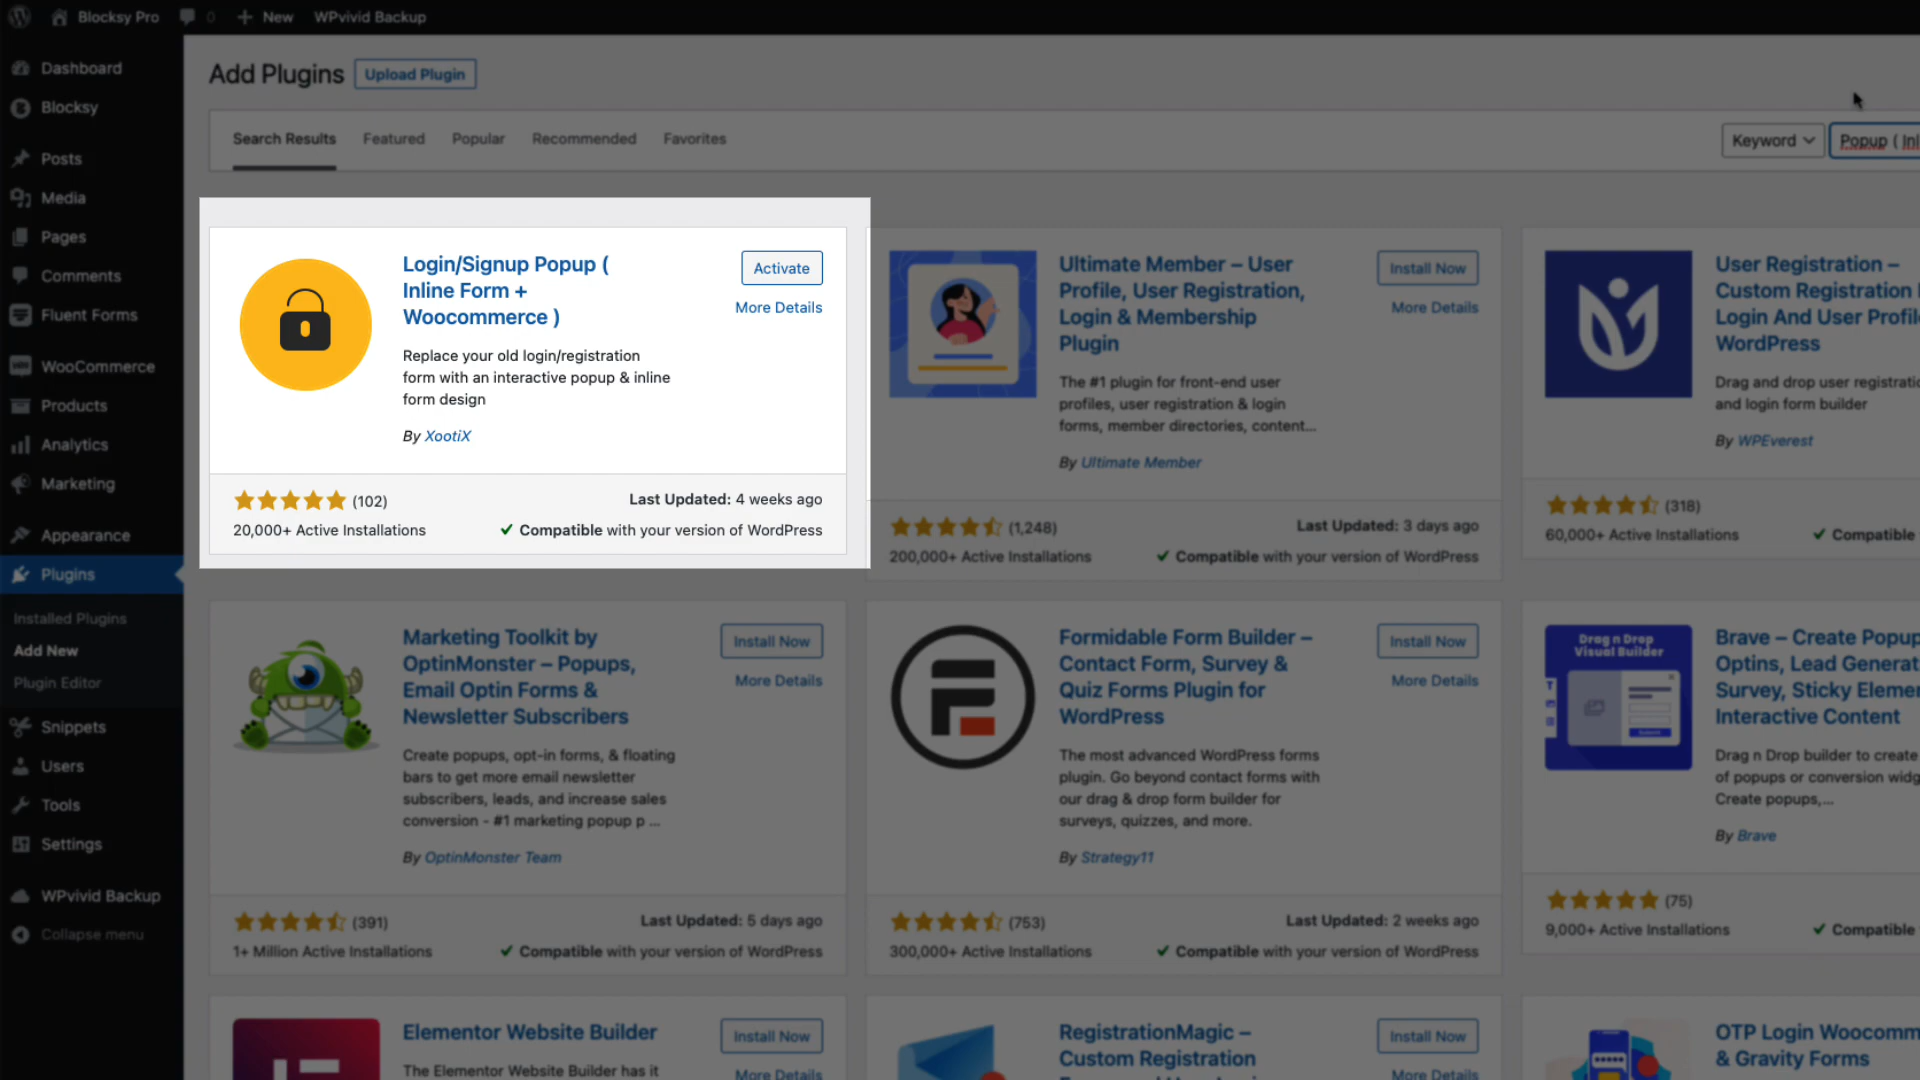 Blocksy Pro
0
New
WPvivid Backup
Dashboard
Blocksy
Posts
Media
Pages
Comments
Fluent Forms
WooCommerce
Products
Analytics
Marketing
Appearance
Plugins
Installed Plugins
Add New
Plugin Editor
Snippets
Users
Tools
Settings
WPvivid Backup
Collapse menu
Add Plugins
Upload Plugin
Search Results
Featured
Popular
Recommended
Favorites
Keyword
Popup ( Inl
Login/Signup Popup (
Inline Form +
Woocommerce )
Activate
More Details
Replace your old login/registration
form with an interactive popup & inline
form design
By XootiX
(102)
Last Updated: 4 weeks ago
20,000+ Active Installations
Compatible with your version of WordPress
Ultimate Member – User
Profile, User Registration,
Login & Membership
Plugin
Install Now
More Details
The #1 plugin for front-end user
profiles, user registration & login
forms, member directories, content...
By Ultimate Member
(1,248)
Last Updated: 3 days ago
200,000+ Active Installations
Compatible with your version of WordPress
User Registration –
Custom Registration
Login And User Profile
WordPress
Drag and drop user registratio
and login form builder
By WPEverest
(318)
60,000+ Active Installations
Compatible
Marketing Toolkit by
OptinMonster – Popups,
Email Optin Forms &
Newsletter Subscribers
Install Now
More Details
Create popups, opt-in forms, & floating
bars to get more email newsletter
subscribers, leads, and increase sales
conversion - #1 marketing popup p ...
By OptinMonster Team
(391)
Last Updated: 5 days ago
1+ Million Active Installations
Compatible with your version of WordPress
Formidable Form Builder –
Contact Form, Survey &
Quiz Forms Plugin for
WordPress
Install Now
More Details
The most advanced WordPress forms
plugin. Go beyond contact forms with
our drag & drop form builder for
surveys, quizzes, and more.
By Strategy11
(753)
Last Updated: 2 weeks ago
300,000+ Active Installations
Compatible with your version of WordPress
Drag n Drop
Visual Builder
Brave – Create Popup
Optins, Lead Generat
Survey, Sticky Eleme
Interactive Content
Drag n Drop builder to create
of popups or conversion widg
Create popups,...
By Brave
(75)
9,000+ Active Installations
Compatible
Elementor Website Builder
Install Now
More Details
The Elementor Website Builder has it
RegistrationMagic –
Custom Registration
Install Now
More Details
OTP Login Woocomm
& Gravity Forms